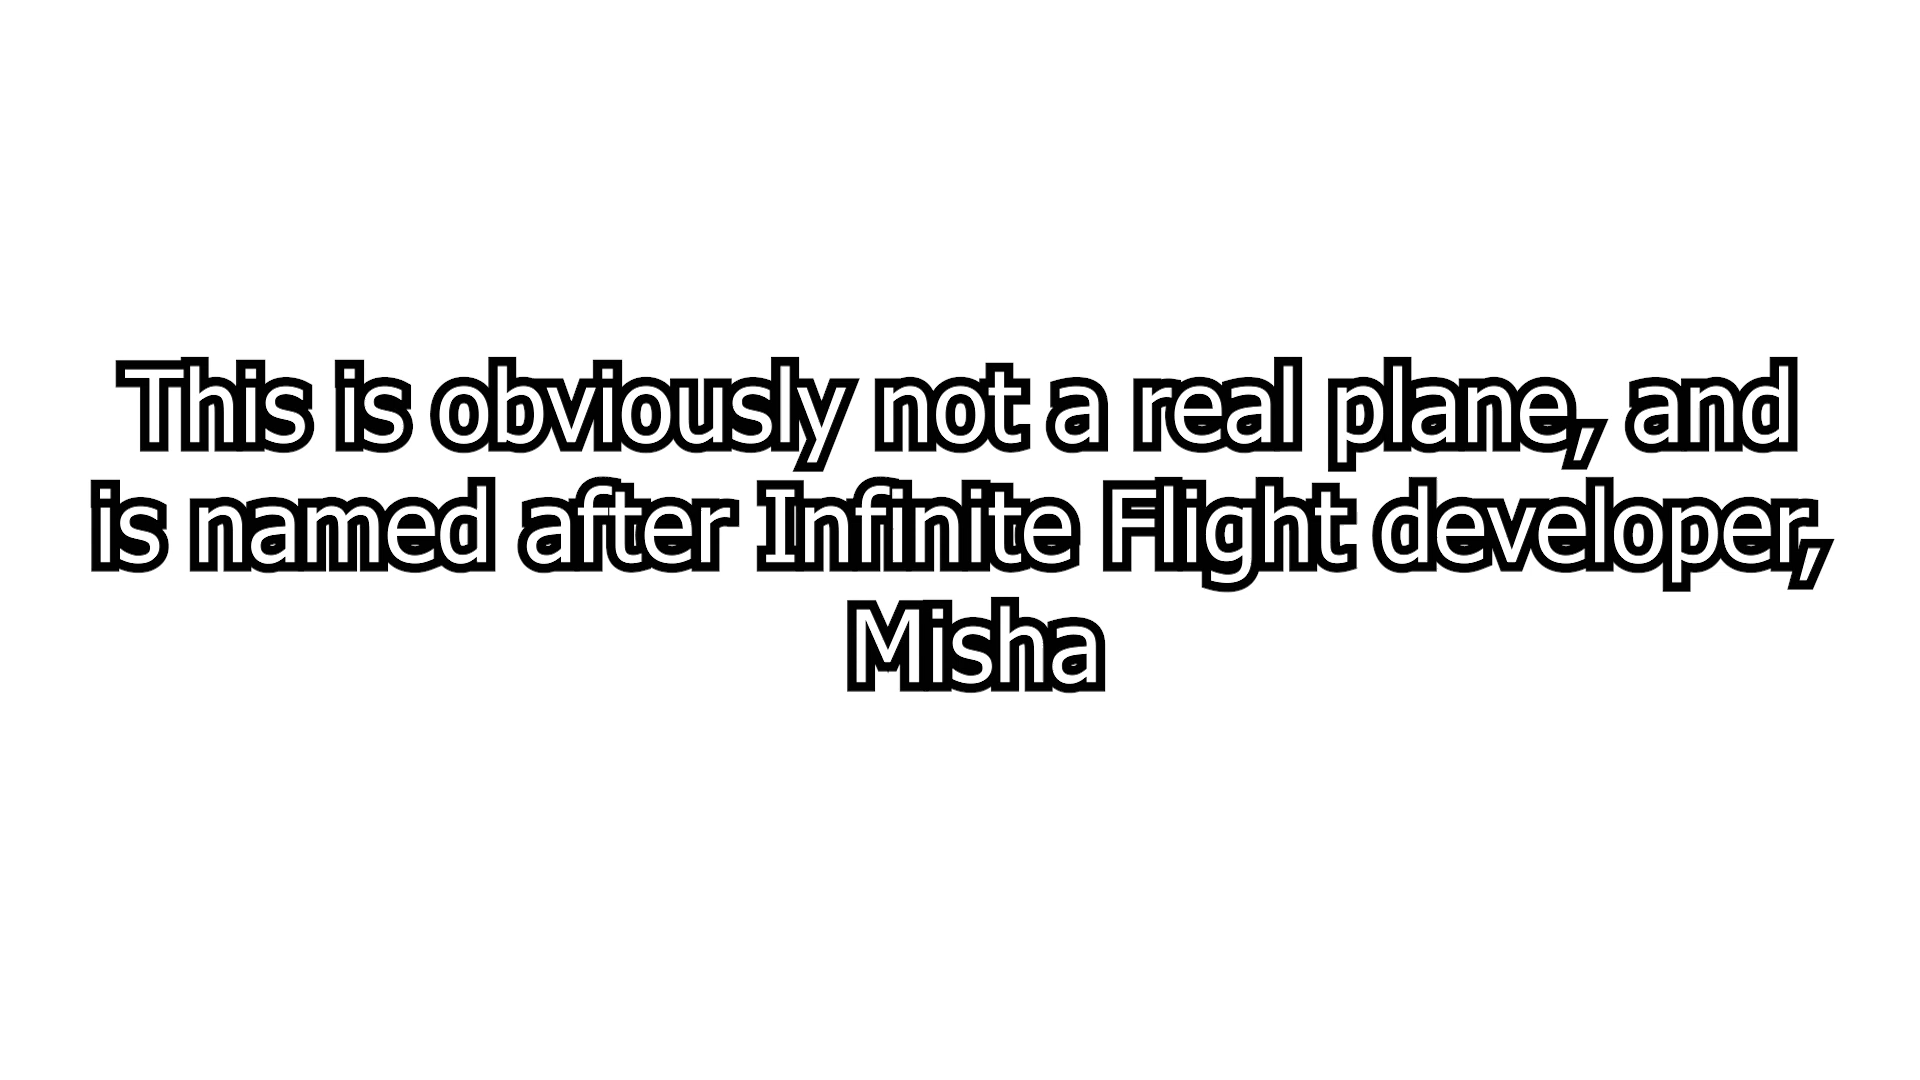 This is obviously not a real plane, and
is named after Infinite Flight developer,
Misha